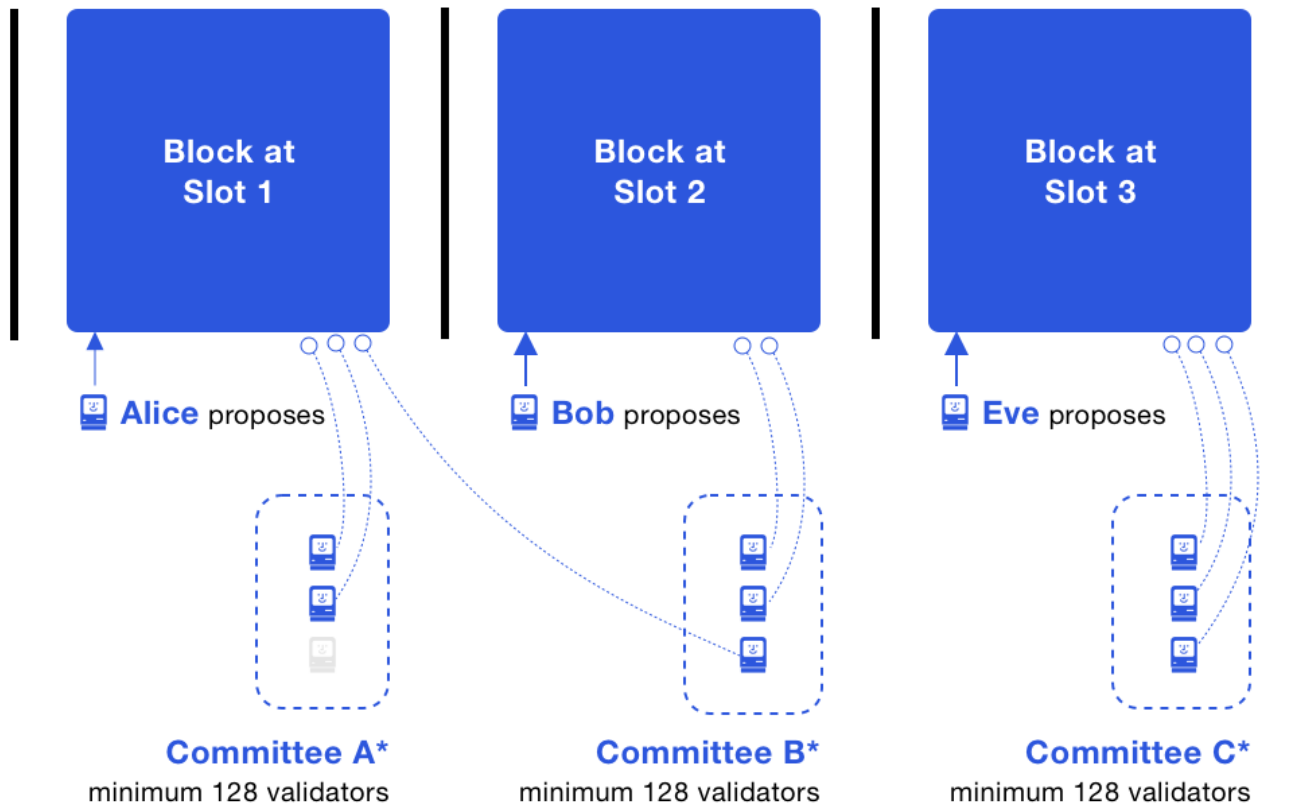 Block at
Slot 1
Block at
Slot 2
Block at
Slot 3
Alice proposes
Bob proposes
Eve proposes
Committee A*
minimum 128 validators
Committee B*
minimum 128 validators
Committee C*
minimum 128 validators